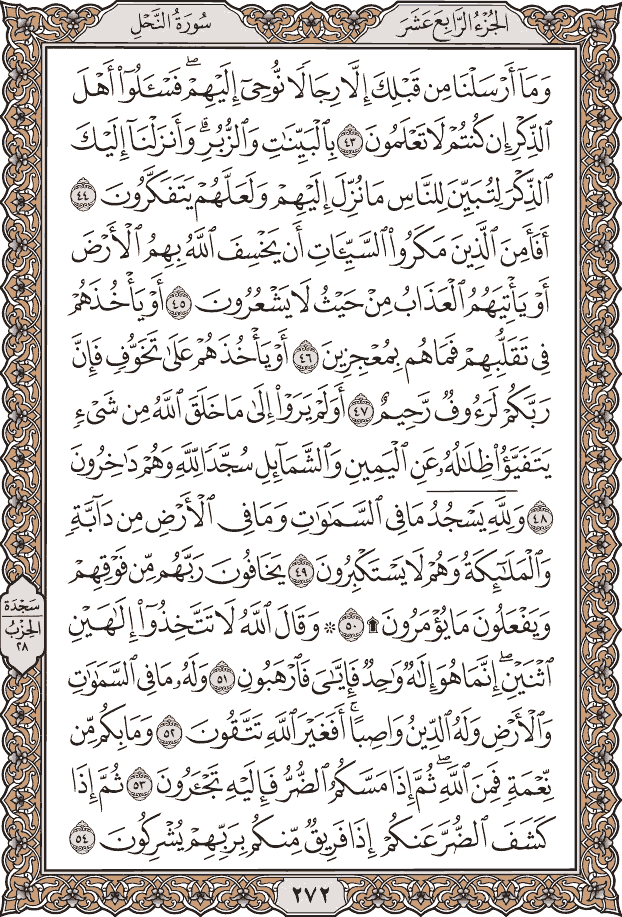 الجُزْءُ الرَّابِعَ عَشَرَ
سُورَةُ النَّحْلِ
وَمَآ أَرْسَلْنَا مِن قَبْلِكَ إِلَّا رِجَالًا نُّوحِىٓ إِلَيْهِمْ ۖ فَسْـَٔلُوٓا۟ أَهْلَ
ٱلذِّكْرِ إِن كُنتُمْ لَا تَعْلَمُونَ ٤٣ بِٱلْبَيِّنَـٰتِ وَٱلزُّبُرِ ۗ وَأَنزَلْنَآ إِلَيْكَ
ٱلذِّكْرَ لِتُبَيِّنَ لِلنَّاسِ مَا نُزِّلَ إِلَيْهِمْ وَلَعَلَّهُمْ يَتَفَكَّرُونَ ٤٤
أَفَأَمِنَ ٱلَّذِينَ مَكَرُوا۟ ٱلسَّيِّـَٔاتِ أَن يَخْسِفَ ٱللَّهُ بِهِمُ ٱلْأَرْضَ
أَوْ يَأْتِيَهُمُ ٱلْعَذَابُ مِنْ حَيْثُ لَا يَشْعُرُونَ ٤٥ أَوْ يَأْخُذَهُمْ
فِى تَقَلُّبِهِمْ فَمَا هُم بِمُعْجِزِينَ ٤٦ أَوْ يَأْخُذَهُمْ عَلَىٰ تَخَوُّفٍ فَإِنَّ
رَبَّكُمْ لَرَءُوفٌ رَّحِيمٌ ٤٧ أَوَلَمْ يَرَوْا۟ إِلَىٰ مَا خَلَقَ ٱللَّهُ مِن شَىْءٍ
يَتَفَيَّؤُا۟ ظِلَـٰلُهُۥ عَنِ ٱلْيَمِينِ وَٱلشَّمَآئِلِ سُجَّدًا لِّلَّهِ وَهُمْ دَٰخِرُونَ
٤٨ وَلِلَّهِ يَسْجُدُ مَا فِى ٱلسَّمَـٰوَٰتِ وَمَا فِى ٱلْأَرْضِ مِن دَآبَّةٍ
وَٱلْمَلَـٰٓئِكَةُ وَهُمْ لَا يَسْتَكْبِرُونَ ٤٩ يَخَافُونَ رَبَّهُم مِّن فَوْقِهِمْ
وَيَفْعَلُونَ مَا يُؤْمَرُونَ ۩ ٥٠ ۞ وَقَالَ ٱللَّهُ لَا تَتَّخِذُوٓا۟ إِلَـٰهَيْنِ
ٱثْنَيْنِ ۖ إِنَّمَا هُوَ إِلَـٰهٌ وَٰحِدٌ فَإِيَّـٰىَ فَٱرْهَبُونِ ٥١ وَلَهُۥ مَا فِى ٱلسَّمَـٰوَٰتِ
وَٱلْأَرْضِ وَلَهُ ٱلدِّينُ وَاصِبًا ۚ أَفَغَيْرَ ٱللَّهِ تَتَّقُونَ ٥٢ وَمَا بِكُم مِّن
نِّعْمَةٍ فَمِنَ ٱللَّهِ ۖ ثُمَّ إِذَا مَسَّكُمُ ٱلضُّرُّ فَإِلَيْهِ تَجْـَٔرُونَ ٥٣ ثُمَّ إِذَا
كَشَفَ ٱلضُّرَّ عَنكُمْ إِذَا فَرِيقٌ مِّنكُم بِرَبِّهِمْ يُشْرِكُونَ ٥٤
سَجْدَة
الحِزْبُ
٢٨
٢٧٢